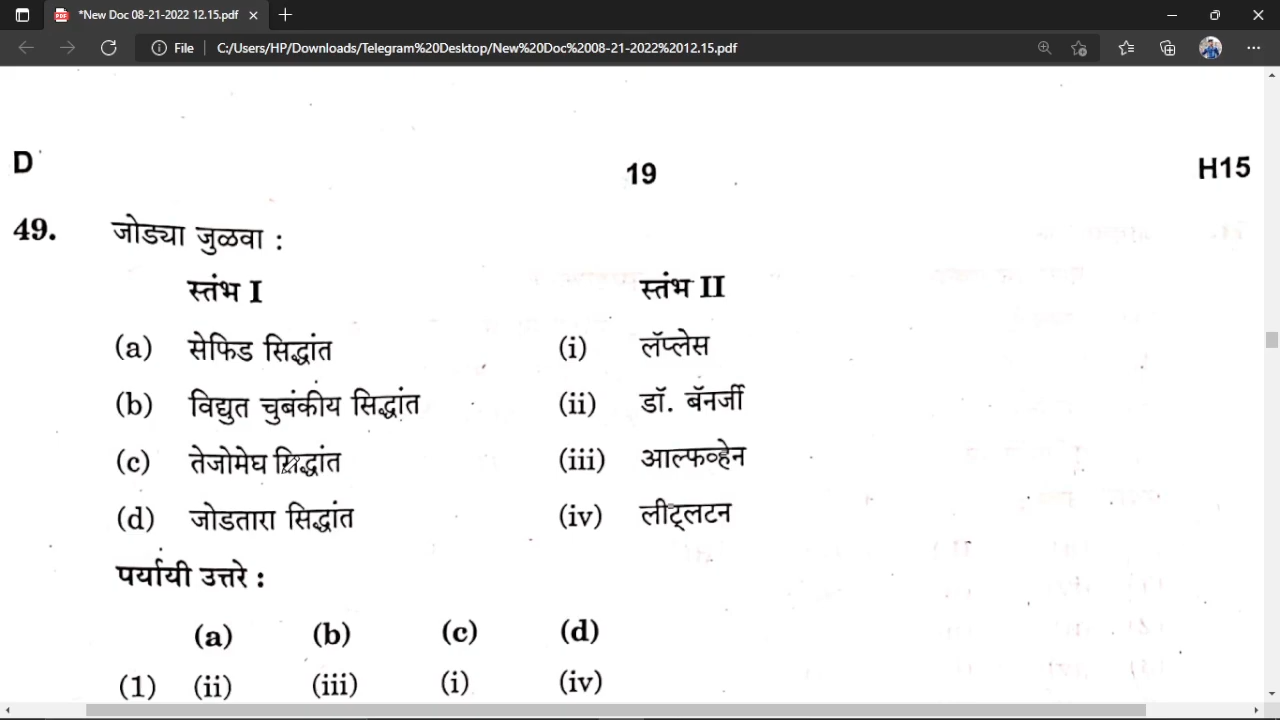 *New Doc 08-21-2022 12.15.pdf
File C:/Users/HP/Downloads/Telegram%20Desktop/New%20Doc%2008-21-2022%2012.15.pdf
D 19 H15
49. जोड्या जुळवा :
स्तंभ I स्तंभ II
(a) सेफिड सिद्धांत (i) लॅप्लेस
(b) विद्युत चुबंकीय सिद्धांत (ii) डॉ. बॅनर्जी
(c) तेजोमेघ सिद्धांत (iii) आल्फव्हेन
(d) जोडतारा सिद्धांत (iv) लीट्लटन
पर्यायी उत्तरे :
(a) (b) (c) (d)
(1) (ii) (iii) (i) (iv)